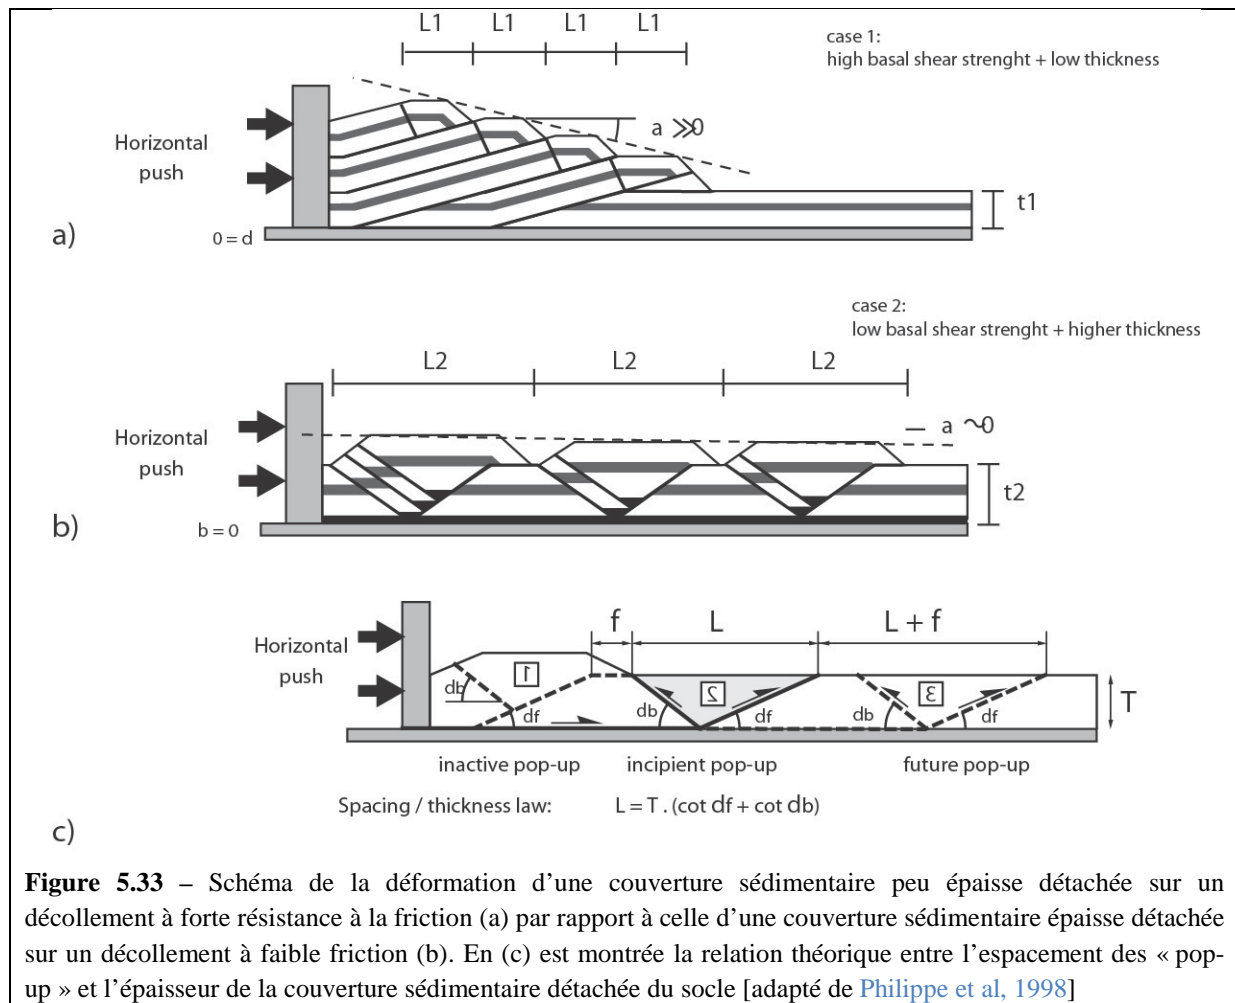 L1 L1 L1 L1
case 1:
high basal shear strenght + low thickness
Horizontal
push
a ≫0
t1
a)
0 = d
case 2:
low basal shear strenght + higher thickness
L2 L2 L2
Horizontal
push
a ~0
t2
b)
b = 0
f L L + f
Horizontal
push
1 2 3
db db db
df df df
T
inactive pop-up incipient pop-up future pop-up
Spacing / thickness law: L = T . (cot df + cot db)
c)
Figure 5.33 – Schéma de la déformation d’une couverture sédimentaire peu épaisse détachée sur un
décollement à forte résistance à la friction (a) par rapport à celle d’une couverture sédimentaire épaisse détachée
sur un décollement à faible friction (b). En (c) est montrée la relation théorique entre l’espacement des « pop-
up » et l’épaisseur de la couverture sédimentaire détachée du socle [adapté de Philippe et al, 1998]